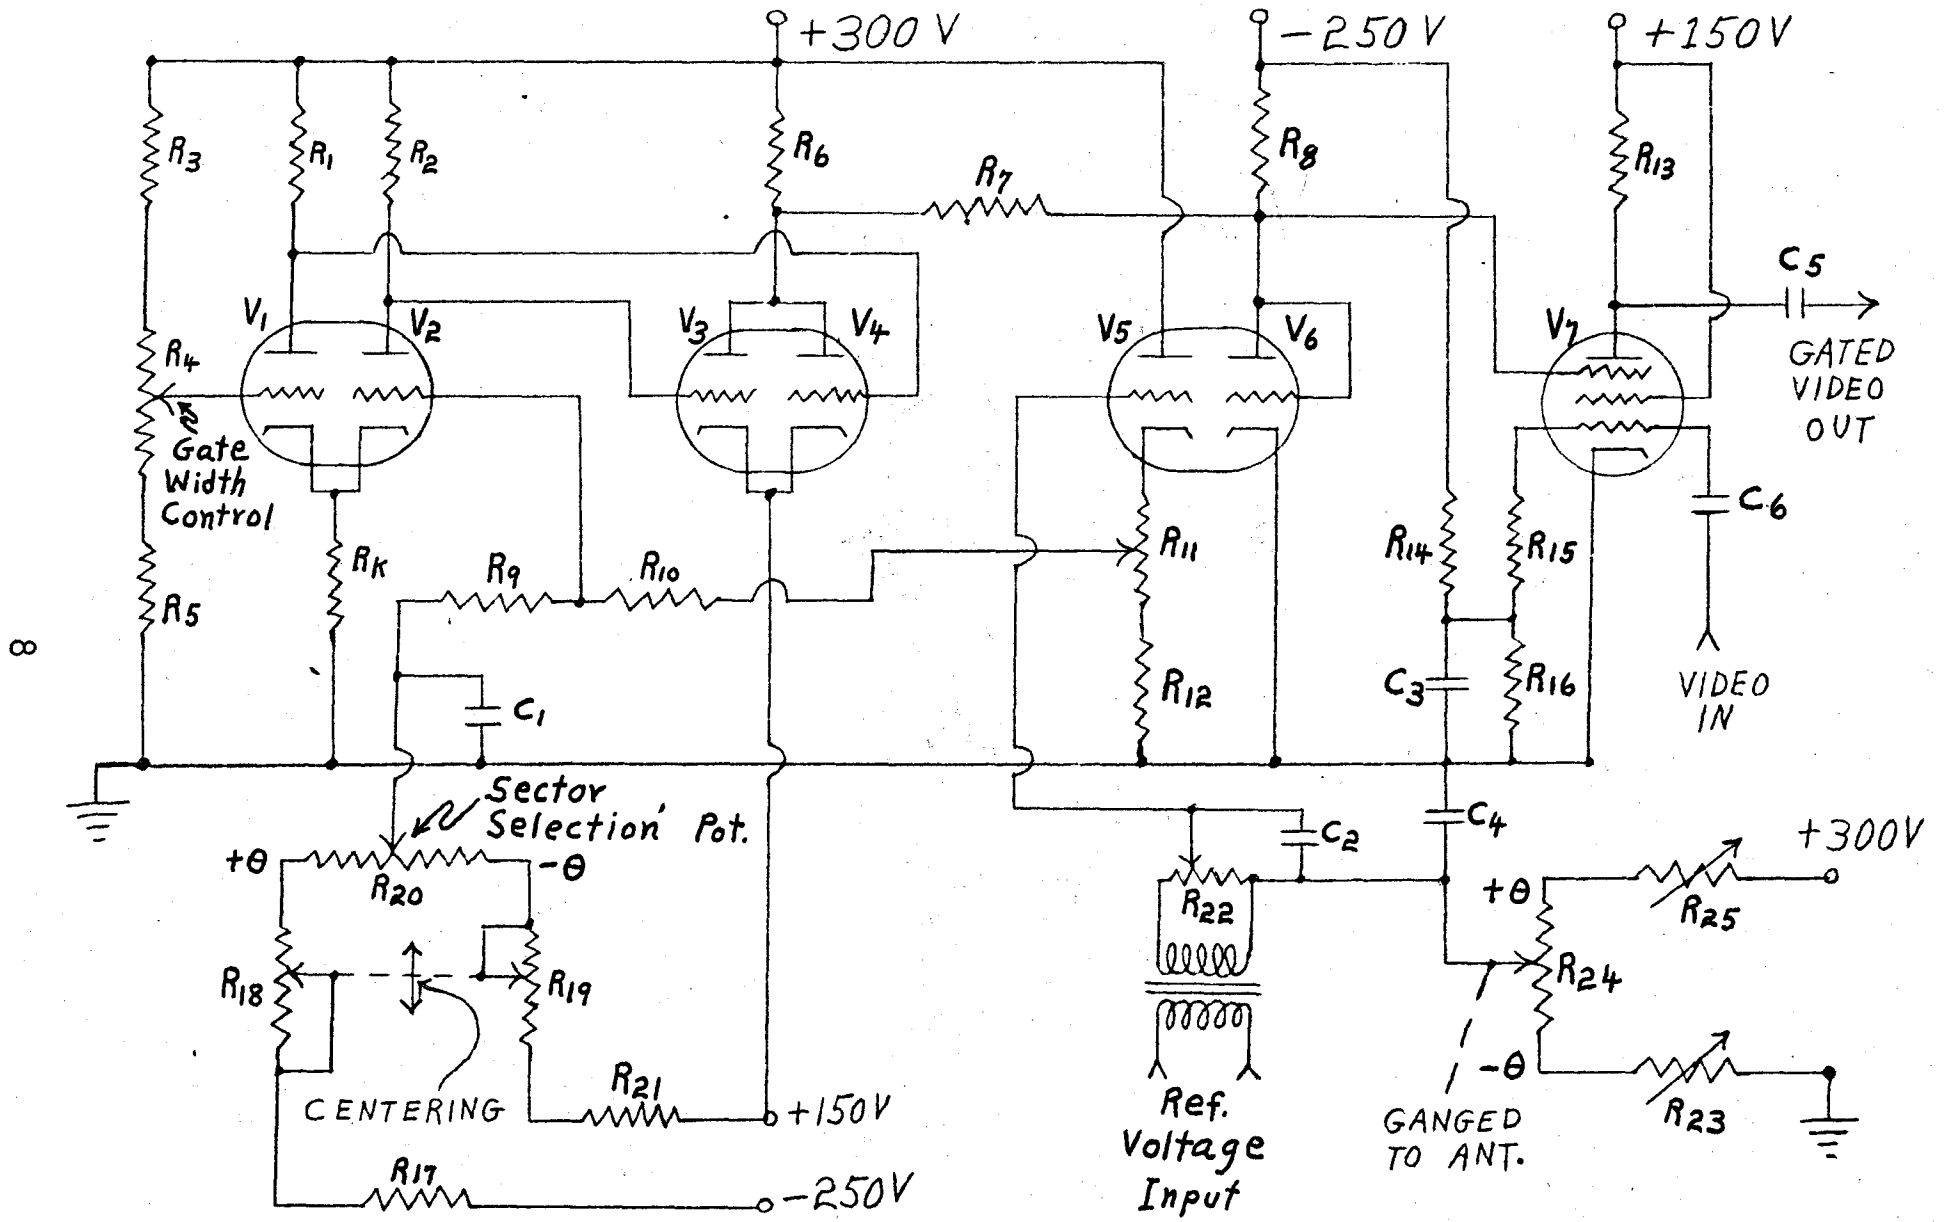 +300 V
-250 V
+150 V
R3
R1
R2
R6
R7
R8
R13
C5
GATED
VIDEO
OUT
V1
V2
V3
V4
V5
V6
V7
R4
Gate
Width
Control
R5
RK
R9
R10
R11
R12
R14
R15
R16
C6
VIDEO
IN
C3
C1
8
Sector
Selection Pot.
+θ
-θ
R20
C2
C4
+300V
R22
+θ
R25
R18
R19
R24
CENTERING
R21
+150V
Ref.
Voltage
Input
-θ
R23
GANGED
TO ANT.
R17
-250V